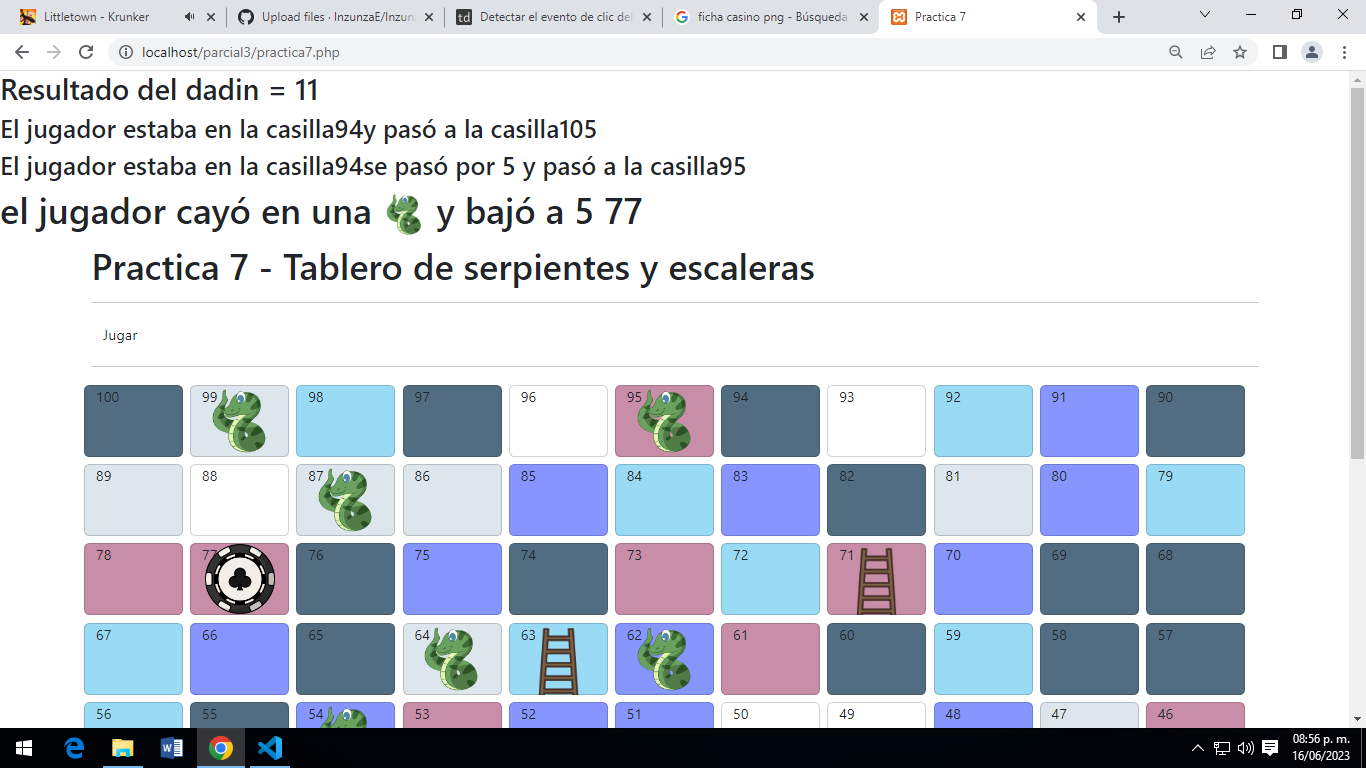 Littletown - Krunker
Upload files · InzunzaE/Inzun
Detectar el evento de clic del
ficha casino png - Búsqueda
Practica 7
localhost/parcial3/practica7.php
Resultado del dadin = 11
El jugador estaba en la casilla94y pasó a la casilla105
El jugador estaba en la casilla94se pasó por 5 y pasó a la casilla95
el jugador cayó en una y bajó a 5 77
Practica 7 - Tablero de serpientes y escaleras
Jugar
100 99 98 97 96 95 94 93 92 91 90
89 88 87 86 85 84 83 82 81 80 79
78 77 76 75 74 73 72 71 70 69 68
67 66 65 64 63 62 61 60 59 58 57
56 55 54 53 52 51 50 49 48 47 46
08:56 p. m.
16/06/2023